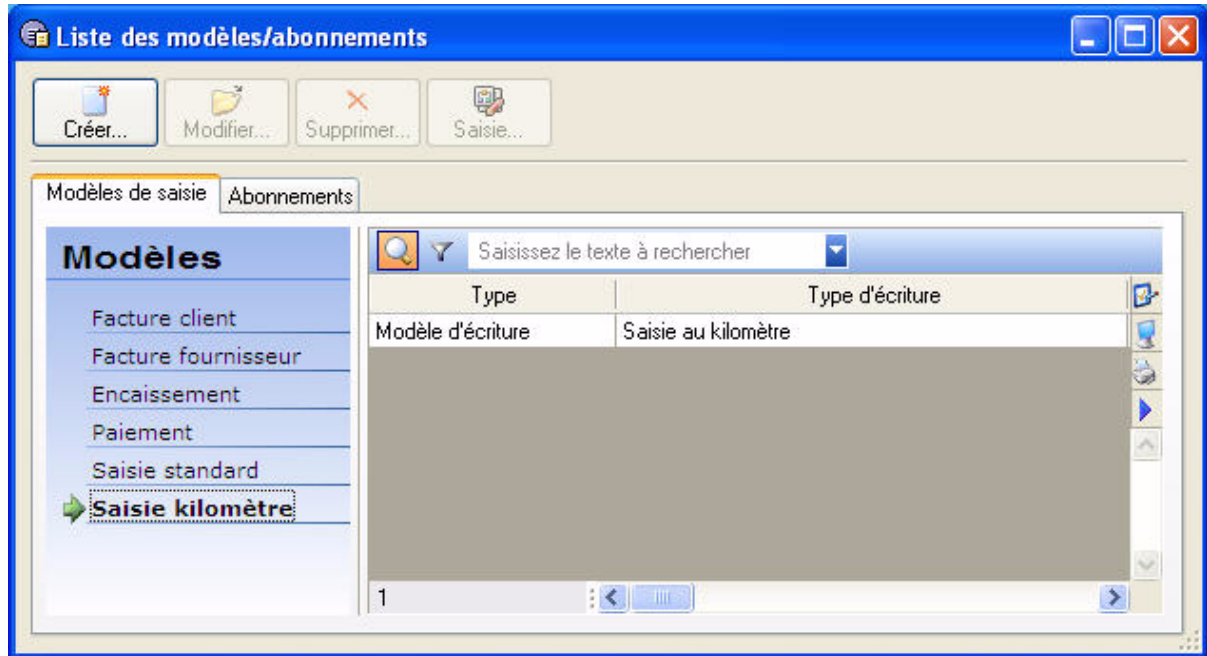 Liste des modèles/abonnements
Créer... Modifier... Supprimer... Saisie...
Modèles de saisie Abonnements
Modèles
Facture client
Facture fournisseur
Encaissement
Paiement
Saisie standard
Saisie kilomètre
Saisissez le texte à rechercher
Type Type d'écriture
Modèle d'écriture Saisie au kilomètre
1